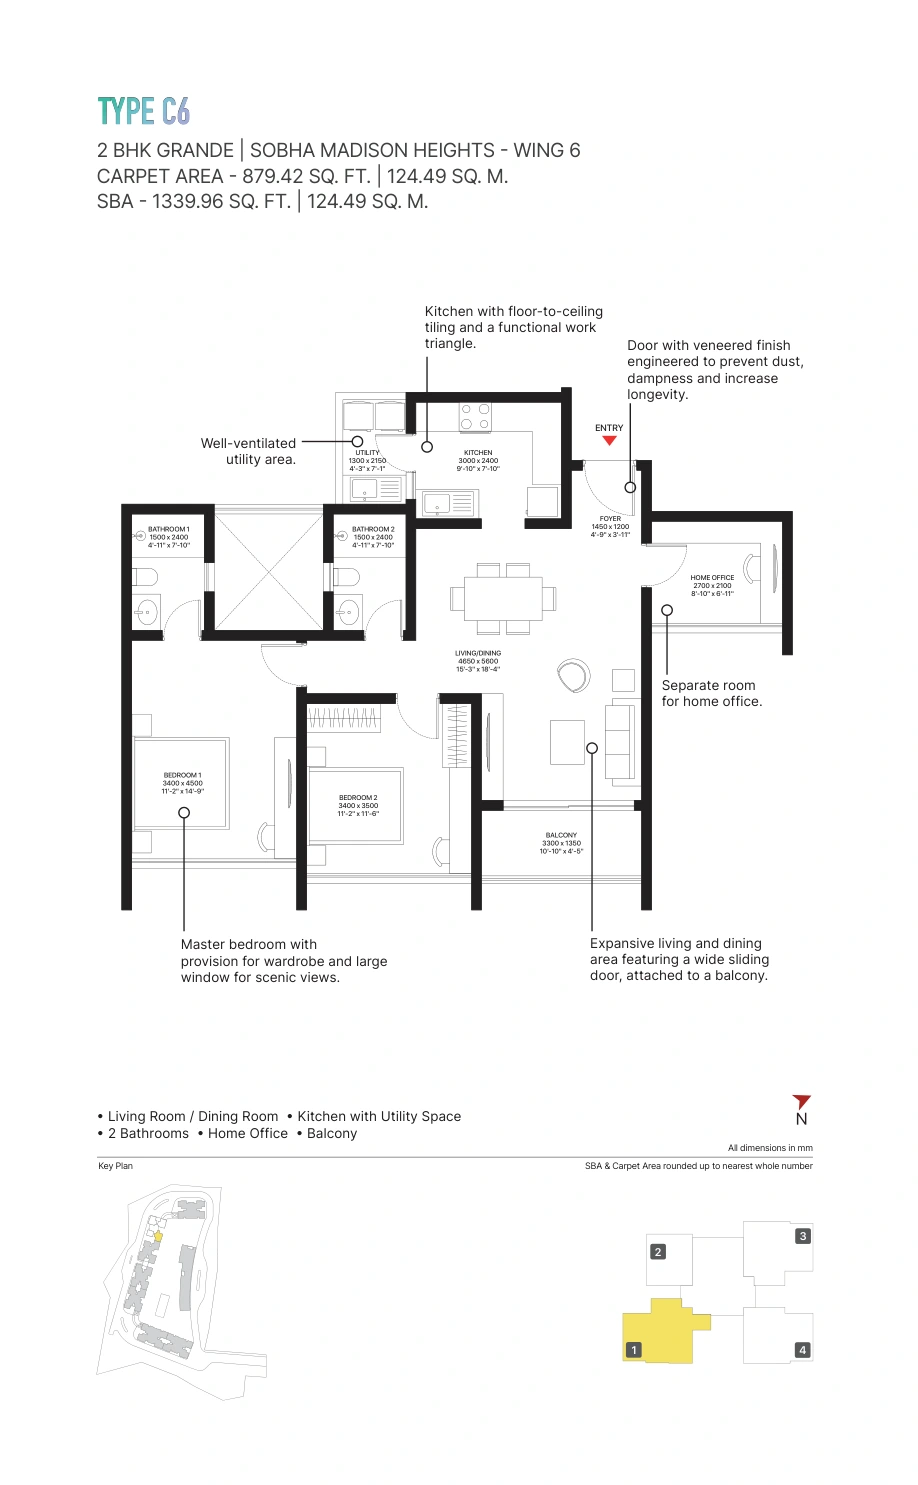 TYPE C6
2 BHK GRANDE | SOBHA MADISON HEIGHTS - WING 6
CARPET AREA - 879.42 SQ. FT. | 124.49 SQ. M.
SBA - 1339.96 SQ. FT. | 124.49 SQ. M.
Kitchen with floor-to-ceiling
tiling and a functional work
triangle.
Door with veneered finish
engineered to prevent dust,
dampness and increase
longevity.
ENTRY
Well-ventilated
utility area.
UTILITY
1300 x 2150
4'-3" x 7'-1"
KITCHEN
3000 x 2400
9'-10" x 7'-10"
FOYER
1450 x 1200
4'-9" x 3'-11"
BATHROOM 1
1500 x 2400
4'-11" x 7'-10"
BATHROOM 2
1500 x 2400
4'-11" x 7'-10"
HOME OFFICE
2700 x 2100
8'-10" x 6'-11"
LIVING/DINING
4650 x 5600
15'-3" x 18'-4"
Separate room
for home office.
BEDROOM 1
3400 x 4500
11'-2" x 14'-9"
BEDROOM 2
3400 x 3500
11'-2" x 11'-6"
BALCONY
3300 x 1350
10'-10" x 4'-5"
Master bedroom with
provision for wardrobe and large
window for scenic views.
Expansive living and dining
area featuring a wide sliding
door, attached to a balcony.
• Living Room / Dining Room • Kitchen with Utility Space
• 2 Bathrooms • Home Office • Balcony
N
All dimensions in mm
Key Plan
SBA & Carpet Area rounded up to nearest whole number
2
3
1
4